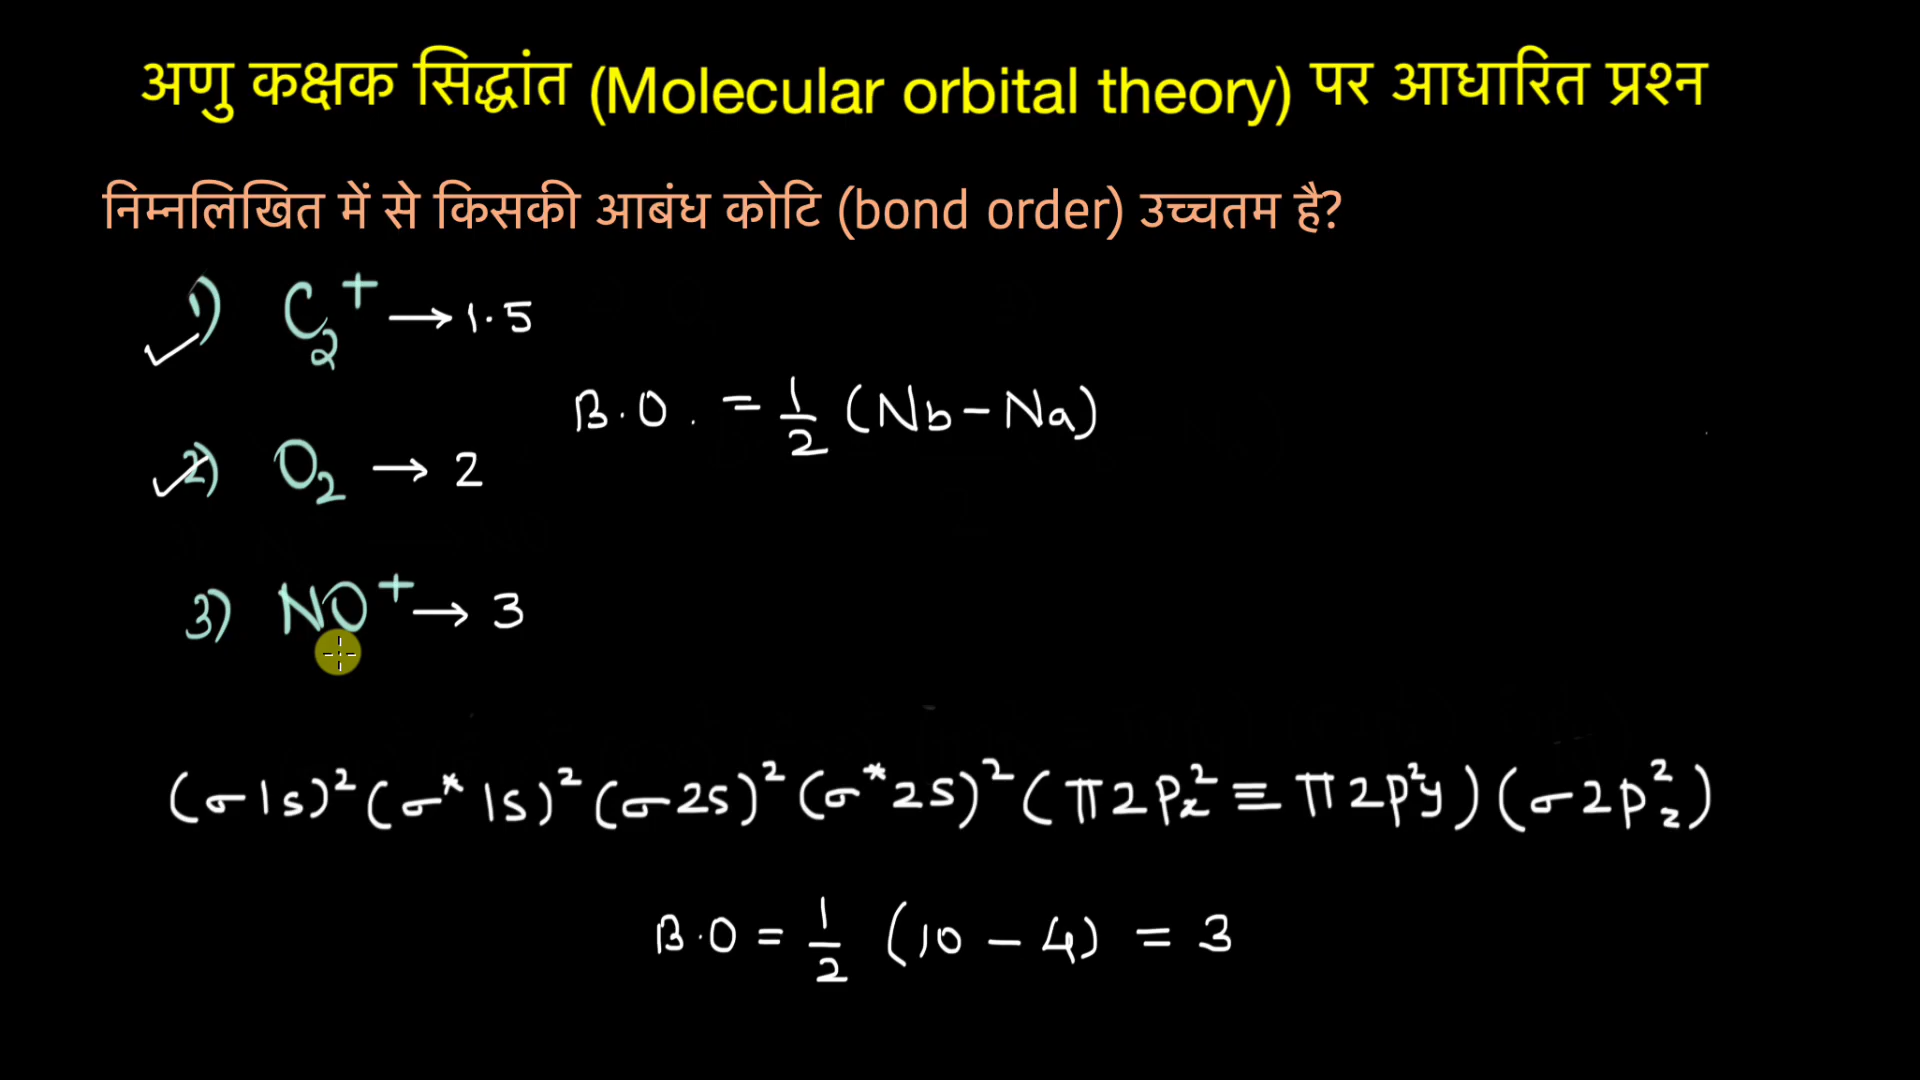 अणु कक्षक सिद्धांत (Molecular orbital theory) पर आधारित प्रश्न
निम्नलिखित में से किसकी आबंध कोटि (bond order) उच्चतम है?
1) C₂⁺ → 1.5
B.O. = 1/2 (Nb - Na)
2) O₂ → 2
3) NO⁺ → 3
(σ1s)² (σ*1s)² (σ2s)² (σ*2s)² (π2pₓ² ≡ π2p²y) (σ2p²z)
B.O = 1/2 (10 - 4) = 3